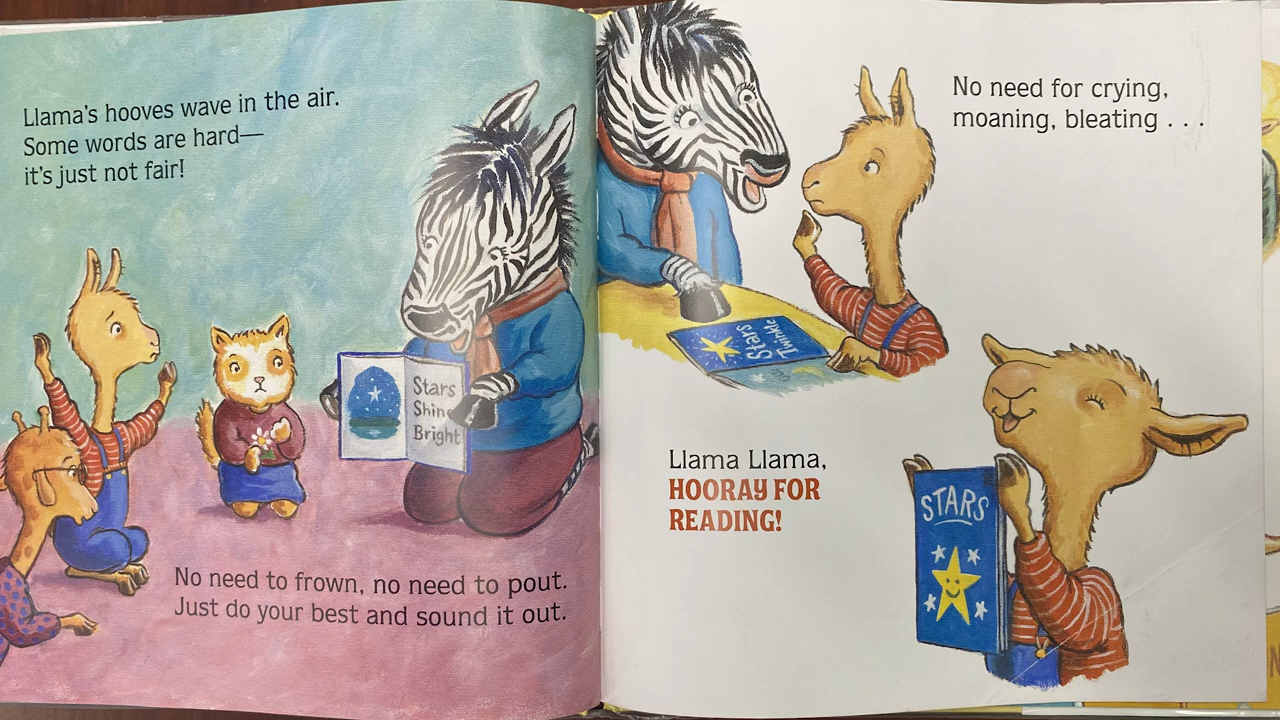 Llama's hooves wave in the air.
Some words are hard—
it's just not fair!
Stars
Shine
Bright
No need to frown, no need to pout.
Just do your best and sound it out.
No need for crying,
moaning, bleating . . .
Twinkle
Stars
Llama Llama,
HOORAY FOR
READING!
STARS